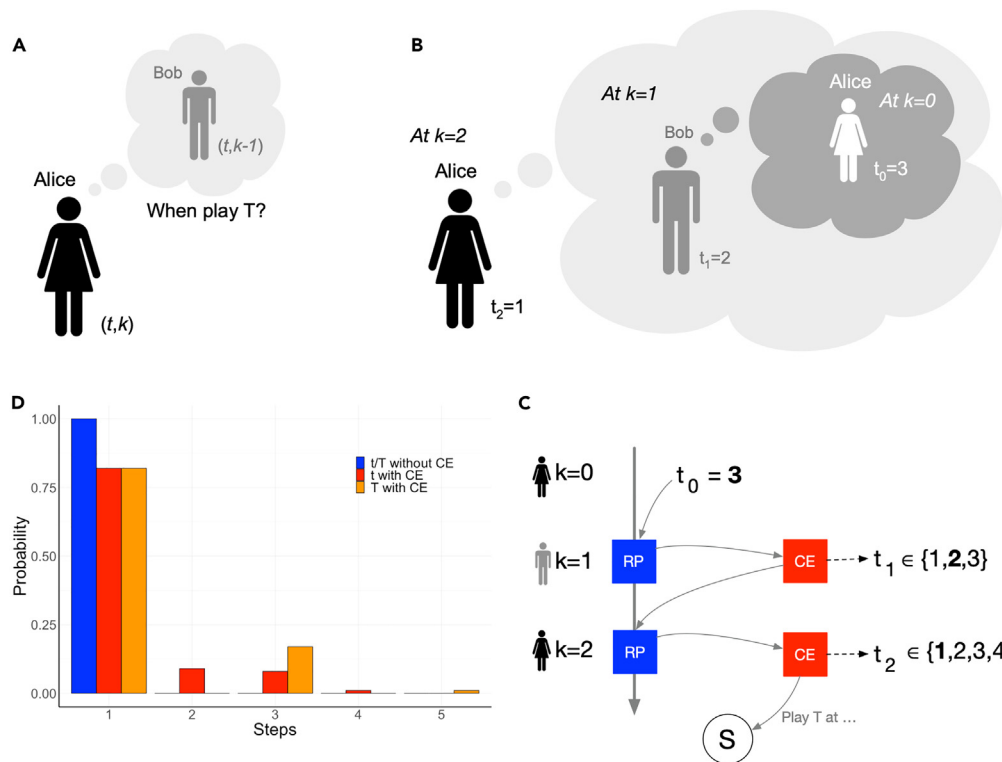 A
Bob
(t,k-1)
Alice
When play T?
(t,k)
B
At k=2
Alice
t₂=1
At k=1
Bob
t₁=2
Alice
At k=0
t₀=3
D
Probability
1.00
0.75
0.50
0.25
0.00
t/T without CE
t with CE
T with CE
1 2 3 4 5
Steps
C
k=0
t₀ = 3
k=1
RP
CE
t₁ ∈ {1,2,3}
k=2
RP
CE
t₂ ∈ {1,2,3,4
Play T at ...
S